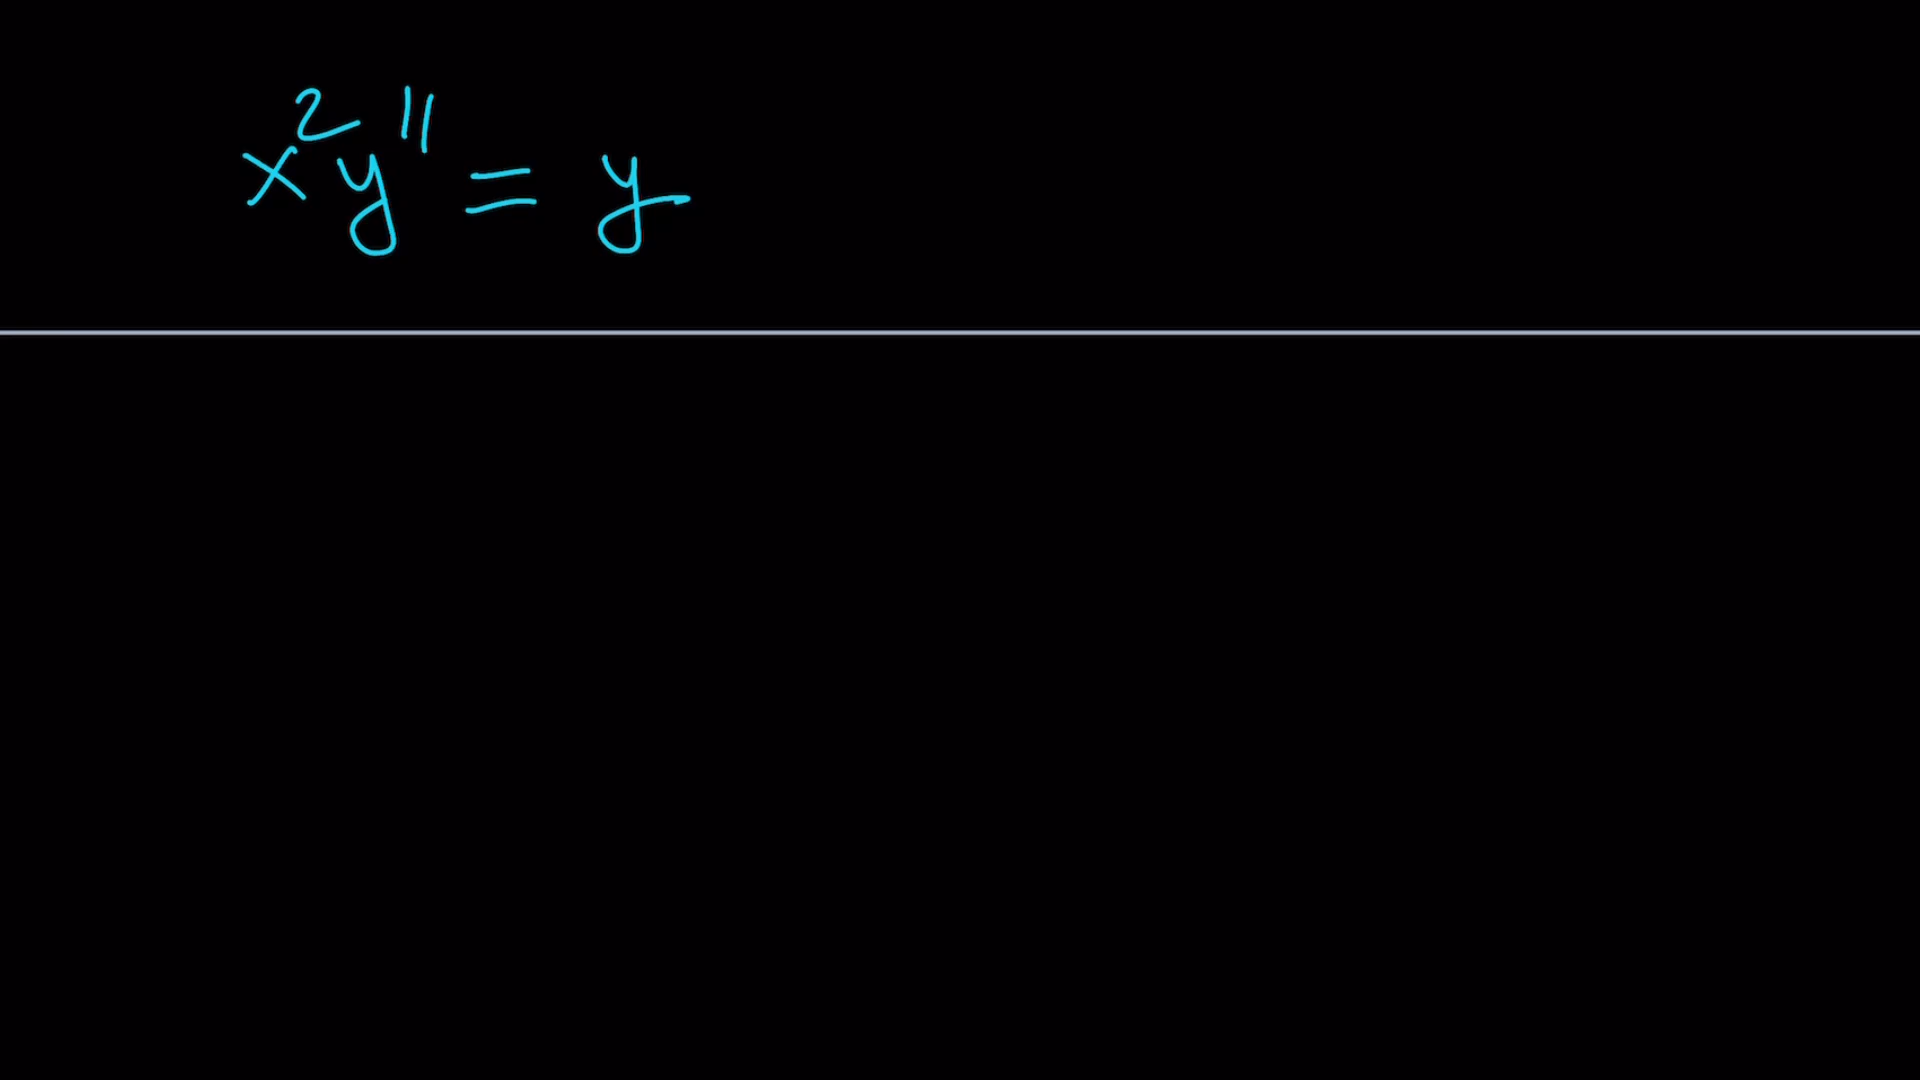 x²y" = y